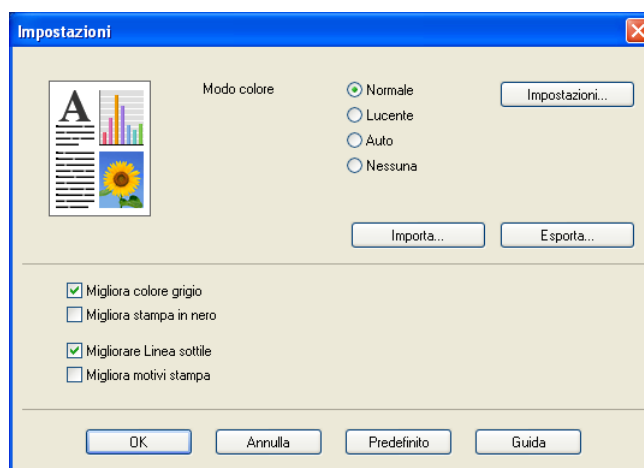 Impostazioni
A
Modo colore
Normale
Impostazioni...
Lucente
Auto
Nessuna
Importa...
Esporta...
Migliora colore grigio
Migliora stampa in nero
Migliorare Linea sottile
Migliora motivi stampa
OK
Annulla
Predefinito
Guida